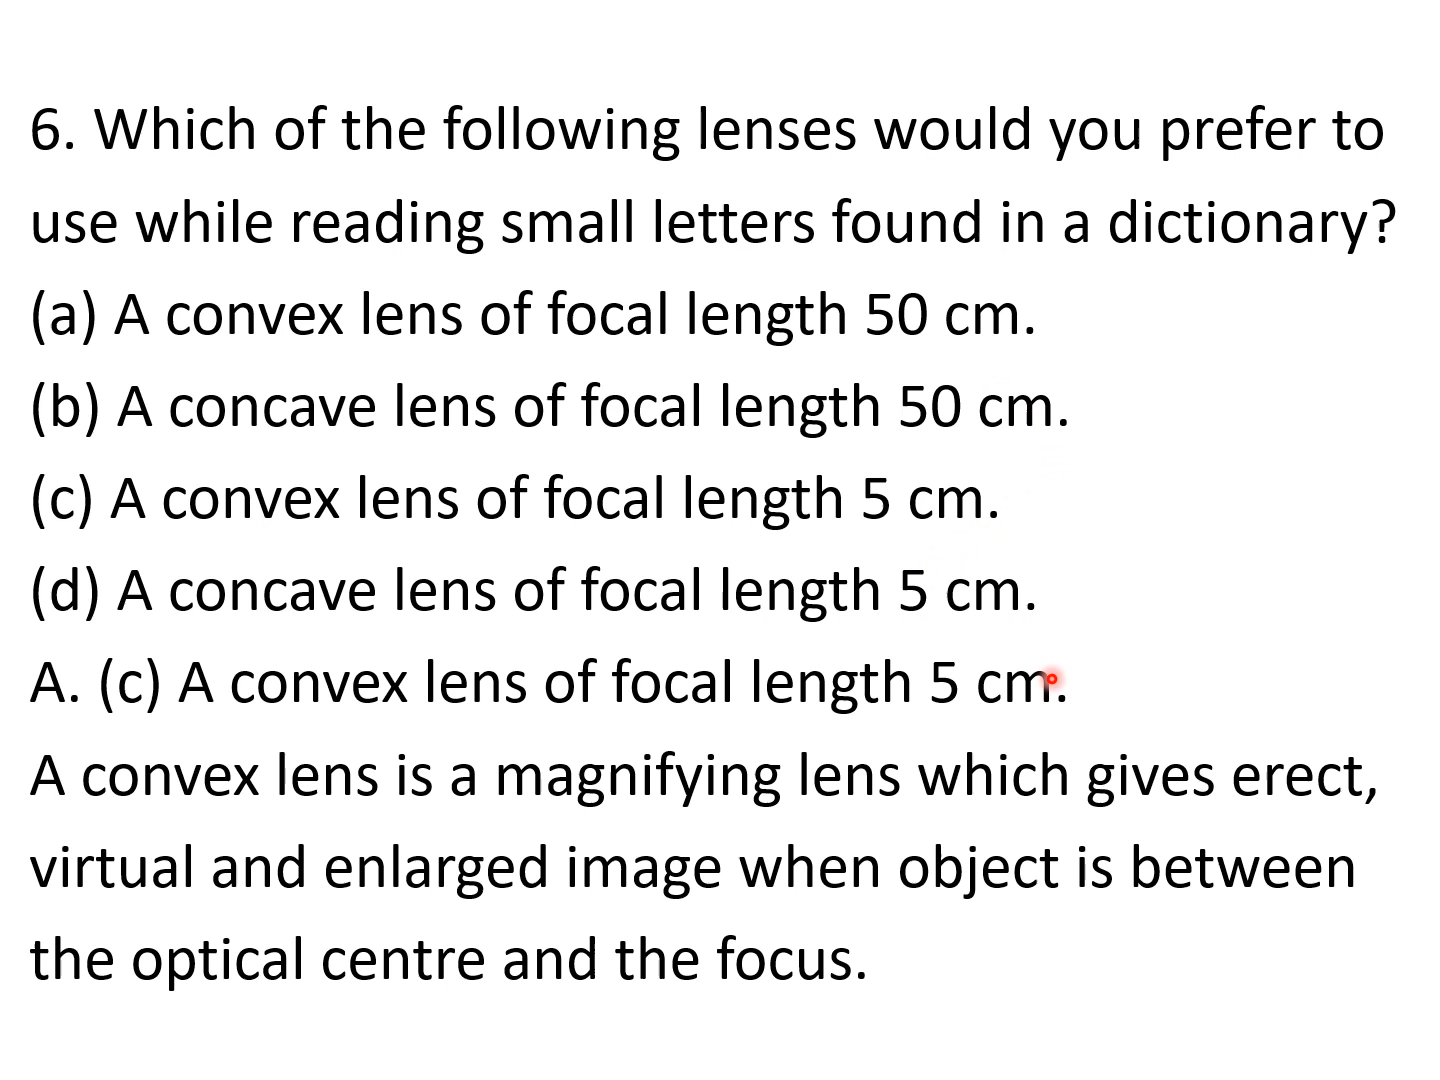 6. Which of the following lenses would you prefer to
use while reading small letters found in a dictionary?
(a) A convex lens of focal length 50 cm.
(b) A concave lens of focal length 50 cm.
(c) A convex lens of focal length 5 cm.
(d) A concave lens of focal length 5 cm.
A. (c) A convex lens of focal length 5 cm.
A convex lens is a magnifying lens which gives erect,
virtual and enlarged image when object is between
the optical centre and the focus.